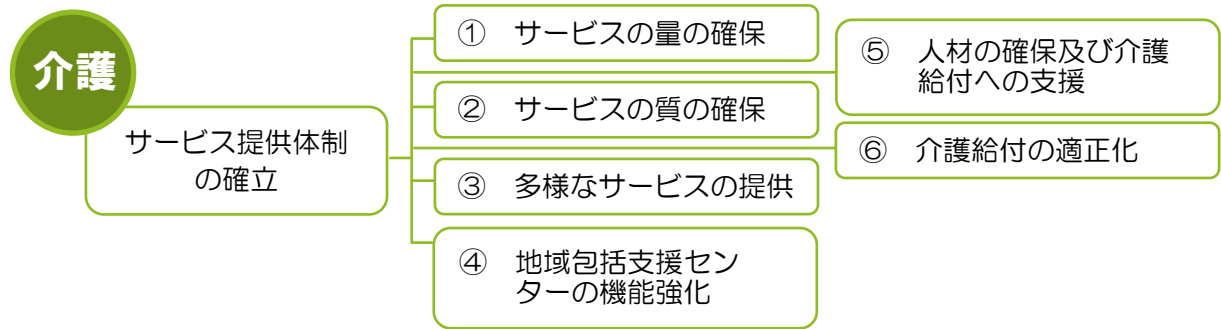 介護
サービス提供体制
の確立
① サービスの量の確保
② サービスの質の確保
③ 多様なサービスの提供
④ 地域包括支援セン
ターの機能強化
⑤ 人材の確保及び介護
給付への支援
⑥ 介護給付の適正化